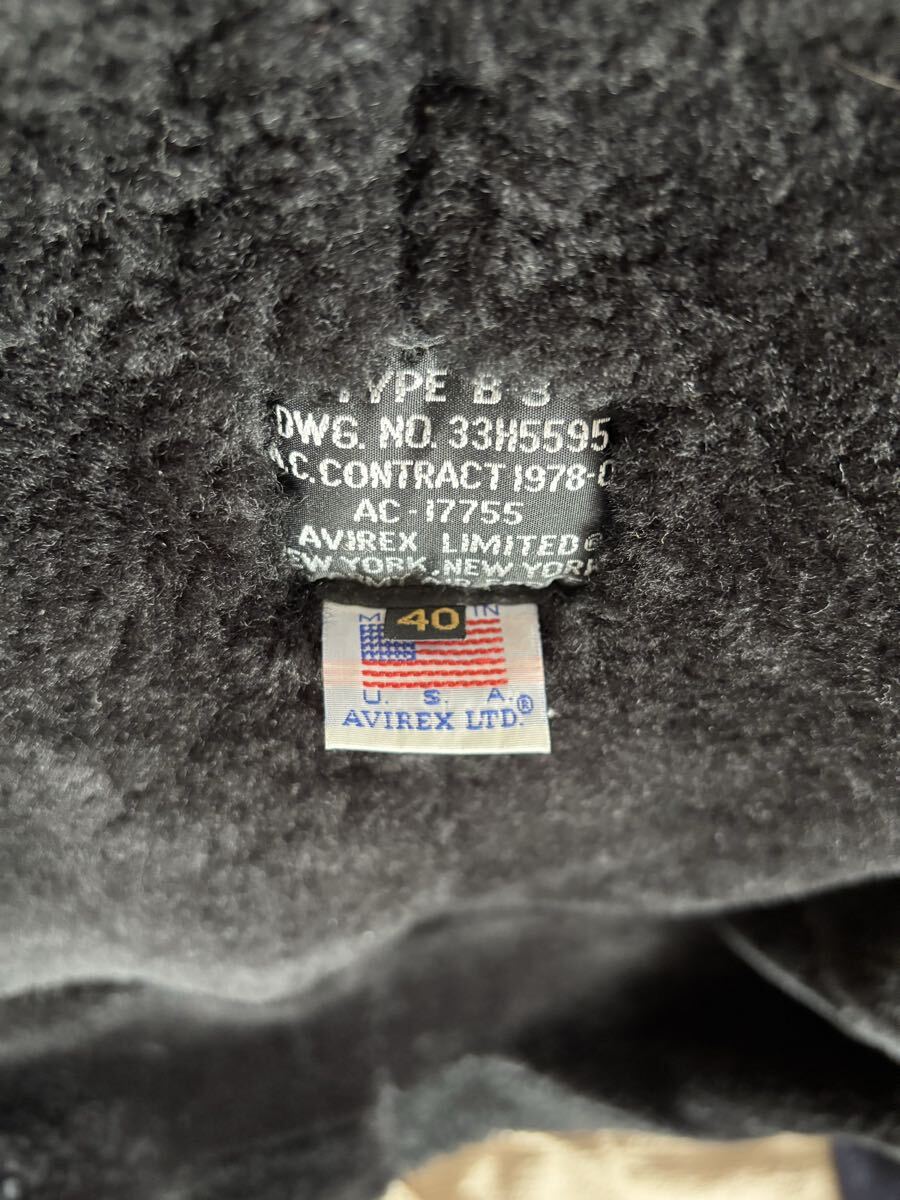 TYPE B 3
DWG. NO. 33H5595
A.C. CONTRACT 1978-
AC-17755
AVIREX LIMITED®
NEW YORK, NEW YORK
40
IN
U. S. A.
AVIREX LTD.®